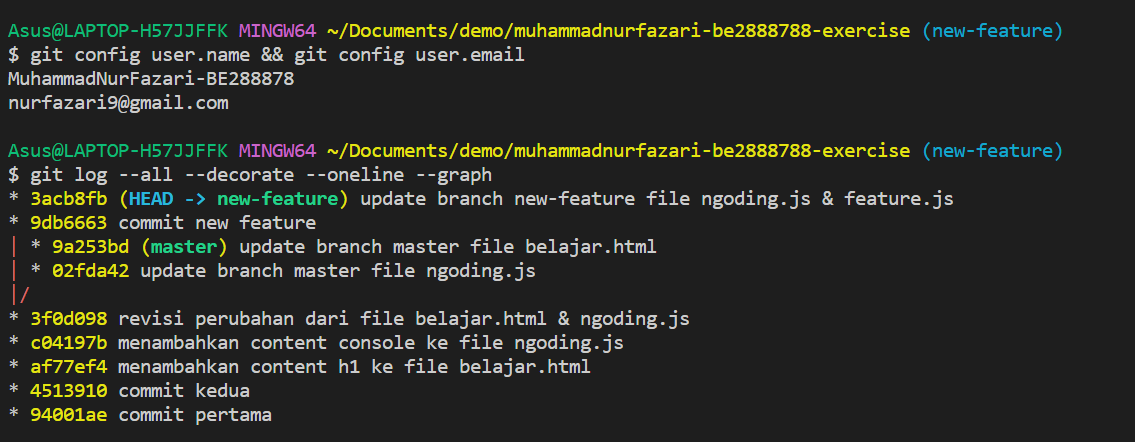 Asus@LAPTOP-H57JJFFK MINGW64 ~/Documents/demo/muhammadnurfazari-be2888788-exercise (new-feature)
$ git config user.name && git config user.email
MuhammadNurFazari-BE288878
nurfazari9@gmail.com
Asus@LAPTOP-H57JJFFK MINGW64 ~/Documents/demo/muhammadnurfazari-be2888788-exercise (new-feature)
$ git log --all --decorate --oneline --graph
* 3acb8fb (HEAD -> new-feature) update branch new-feature file ngoding.js & feature.js
* 9db6663 commit new feature
| * 9a253bd (master) update branch master file belajar.html
| * 02fda42 update branch master file ngoding.js
|/
* 3f0d098 revisi perubahan dari file belajar.html & ngoding.js
* c04197b menambahkan content console ke file ngoding.js
* af77ef4 menambahkan content h1 ke file belajar.html
* 4513910 commit kedua
* 94001ae commit pertama